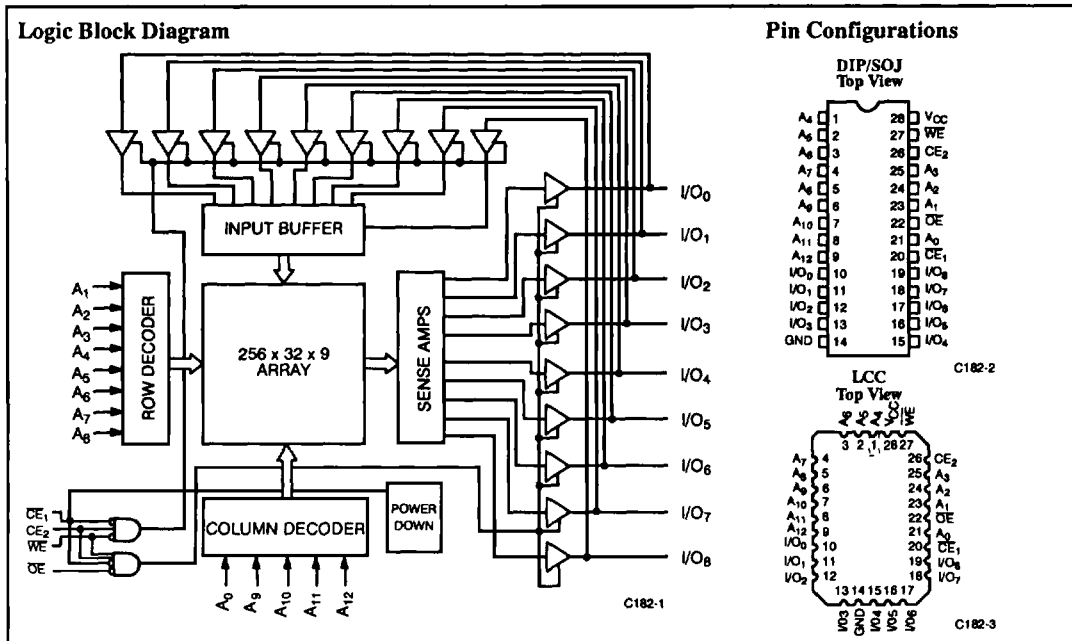 Logic Block Diagram
INPUT BUFFER
A1
A2
A3
A4
A5
A6
A7
A8
ROW DECODER
256 x 32 x 9
ARRAY
SENSE AMPS
I/O0
I/O1
I/O2
I/O3
I/O4
I/O5
I/O6
I/O7
I/O8
CE1
CE2
WE
OE
COLUMN DECODER
POWER
DOWN
A0 A9 A10 A11 A12
C182-1
Pin Configurations
DIP/SOJ
Top View
A4 1 28 VCC
A5 2 27 WE
A6 3 26 CE2
A7 4 25 A3
A8 5 24 A2
A9 6 23 A1
A10 7 22 OE
A11 8 21 A0
A12 9 20 CE1
I/O0 10 19 I/O8
I/O1 11 18 I/O7
I/O2 12 17 I/O6
I/O3 13 16 I/O5
GND 14 15 I/O4
C182-2
LCC
Top View
A6 A5 A4 VCC WE
3 2 1 28 27
A7 4 26 CE2
A8 5 25 A3
A9 6 24 A2
A10 7 23 A1
A11 8 22 OE
A12 9 21 A0
I/O0 10 20 CE1
I/O1 11 19 I/O8
I/O2 12 18 I/O7
13 14 15 16 17
I/O3 GND I/O4 I/O5 I/O6
C182-3